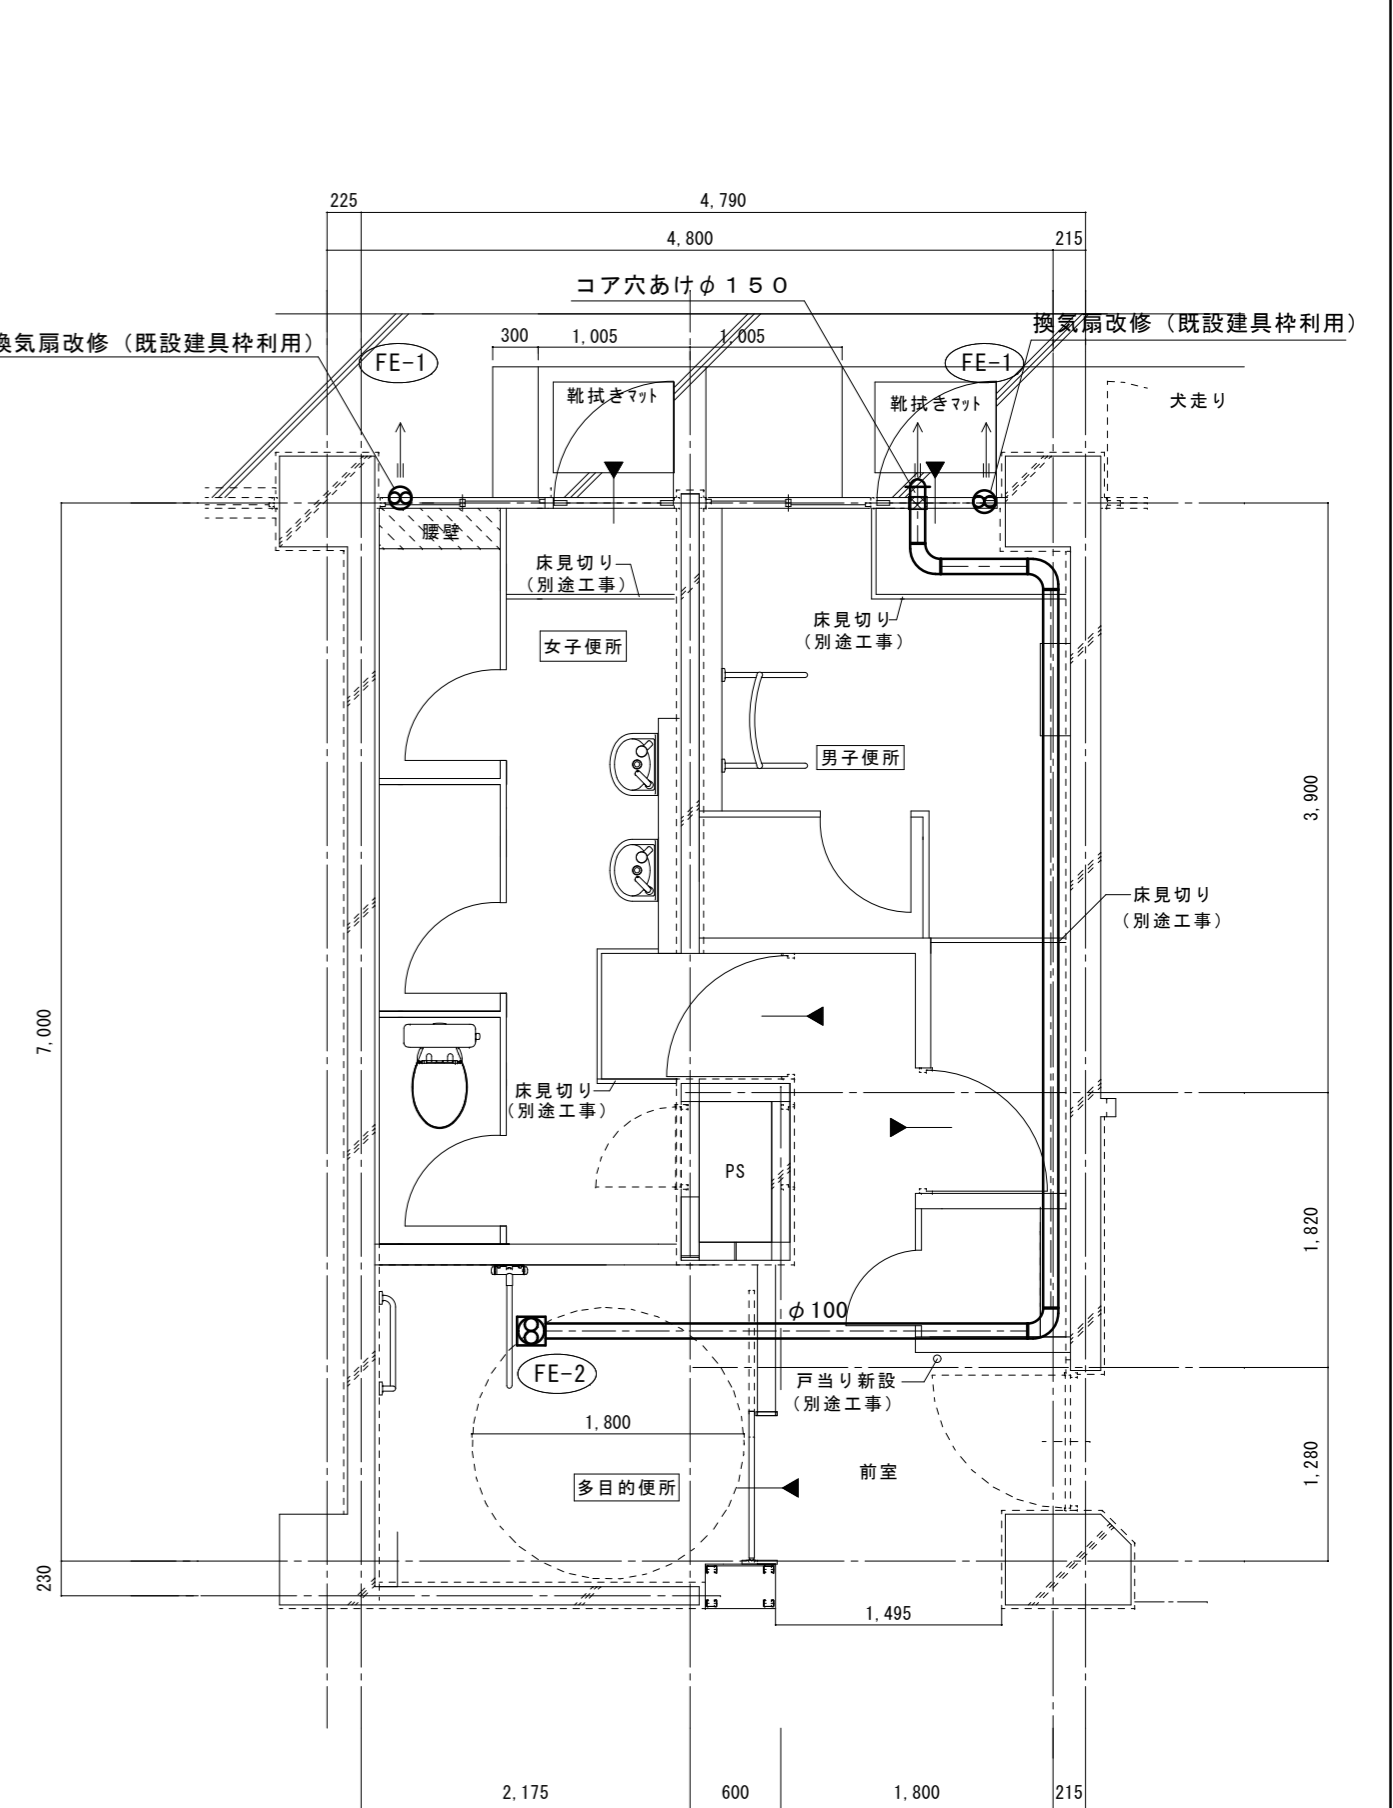 225
4,790
4,800
215
コア穴あけφ１５０
換気扇改修（既設建具枠利用）
換気扇改修（既設建具枠利用）
300
1,005
1,005
FE-1
FE-1
靴拭きﾏｯﾄ
靴拭きﾏｯﾄ
犬走り
腰壁
床見切り
（別途工事）
床見切り
（別途工事）
女子便所
男子便所
3,900
床見切り
（別途工事）
7,000
床見切り
（別途工事）
PS
1,820
φ100
FE-2
戸当り新設
（別途工事）
1,800
前室
多目的便所
1,280
230
1,495
2,175
600
1,800
215